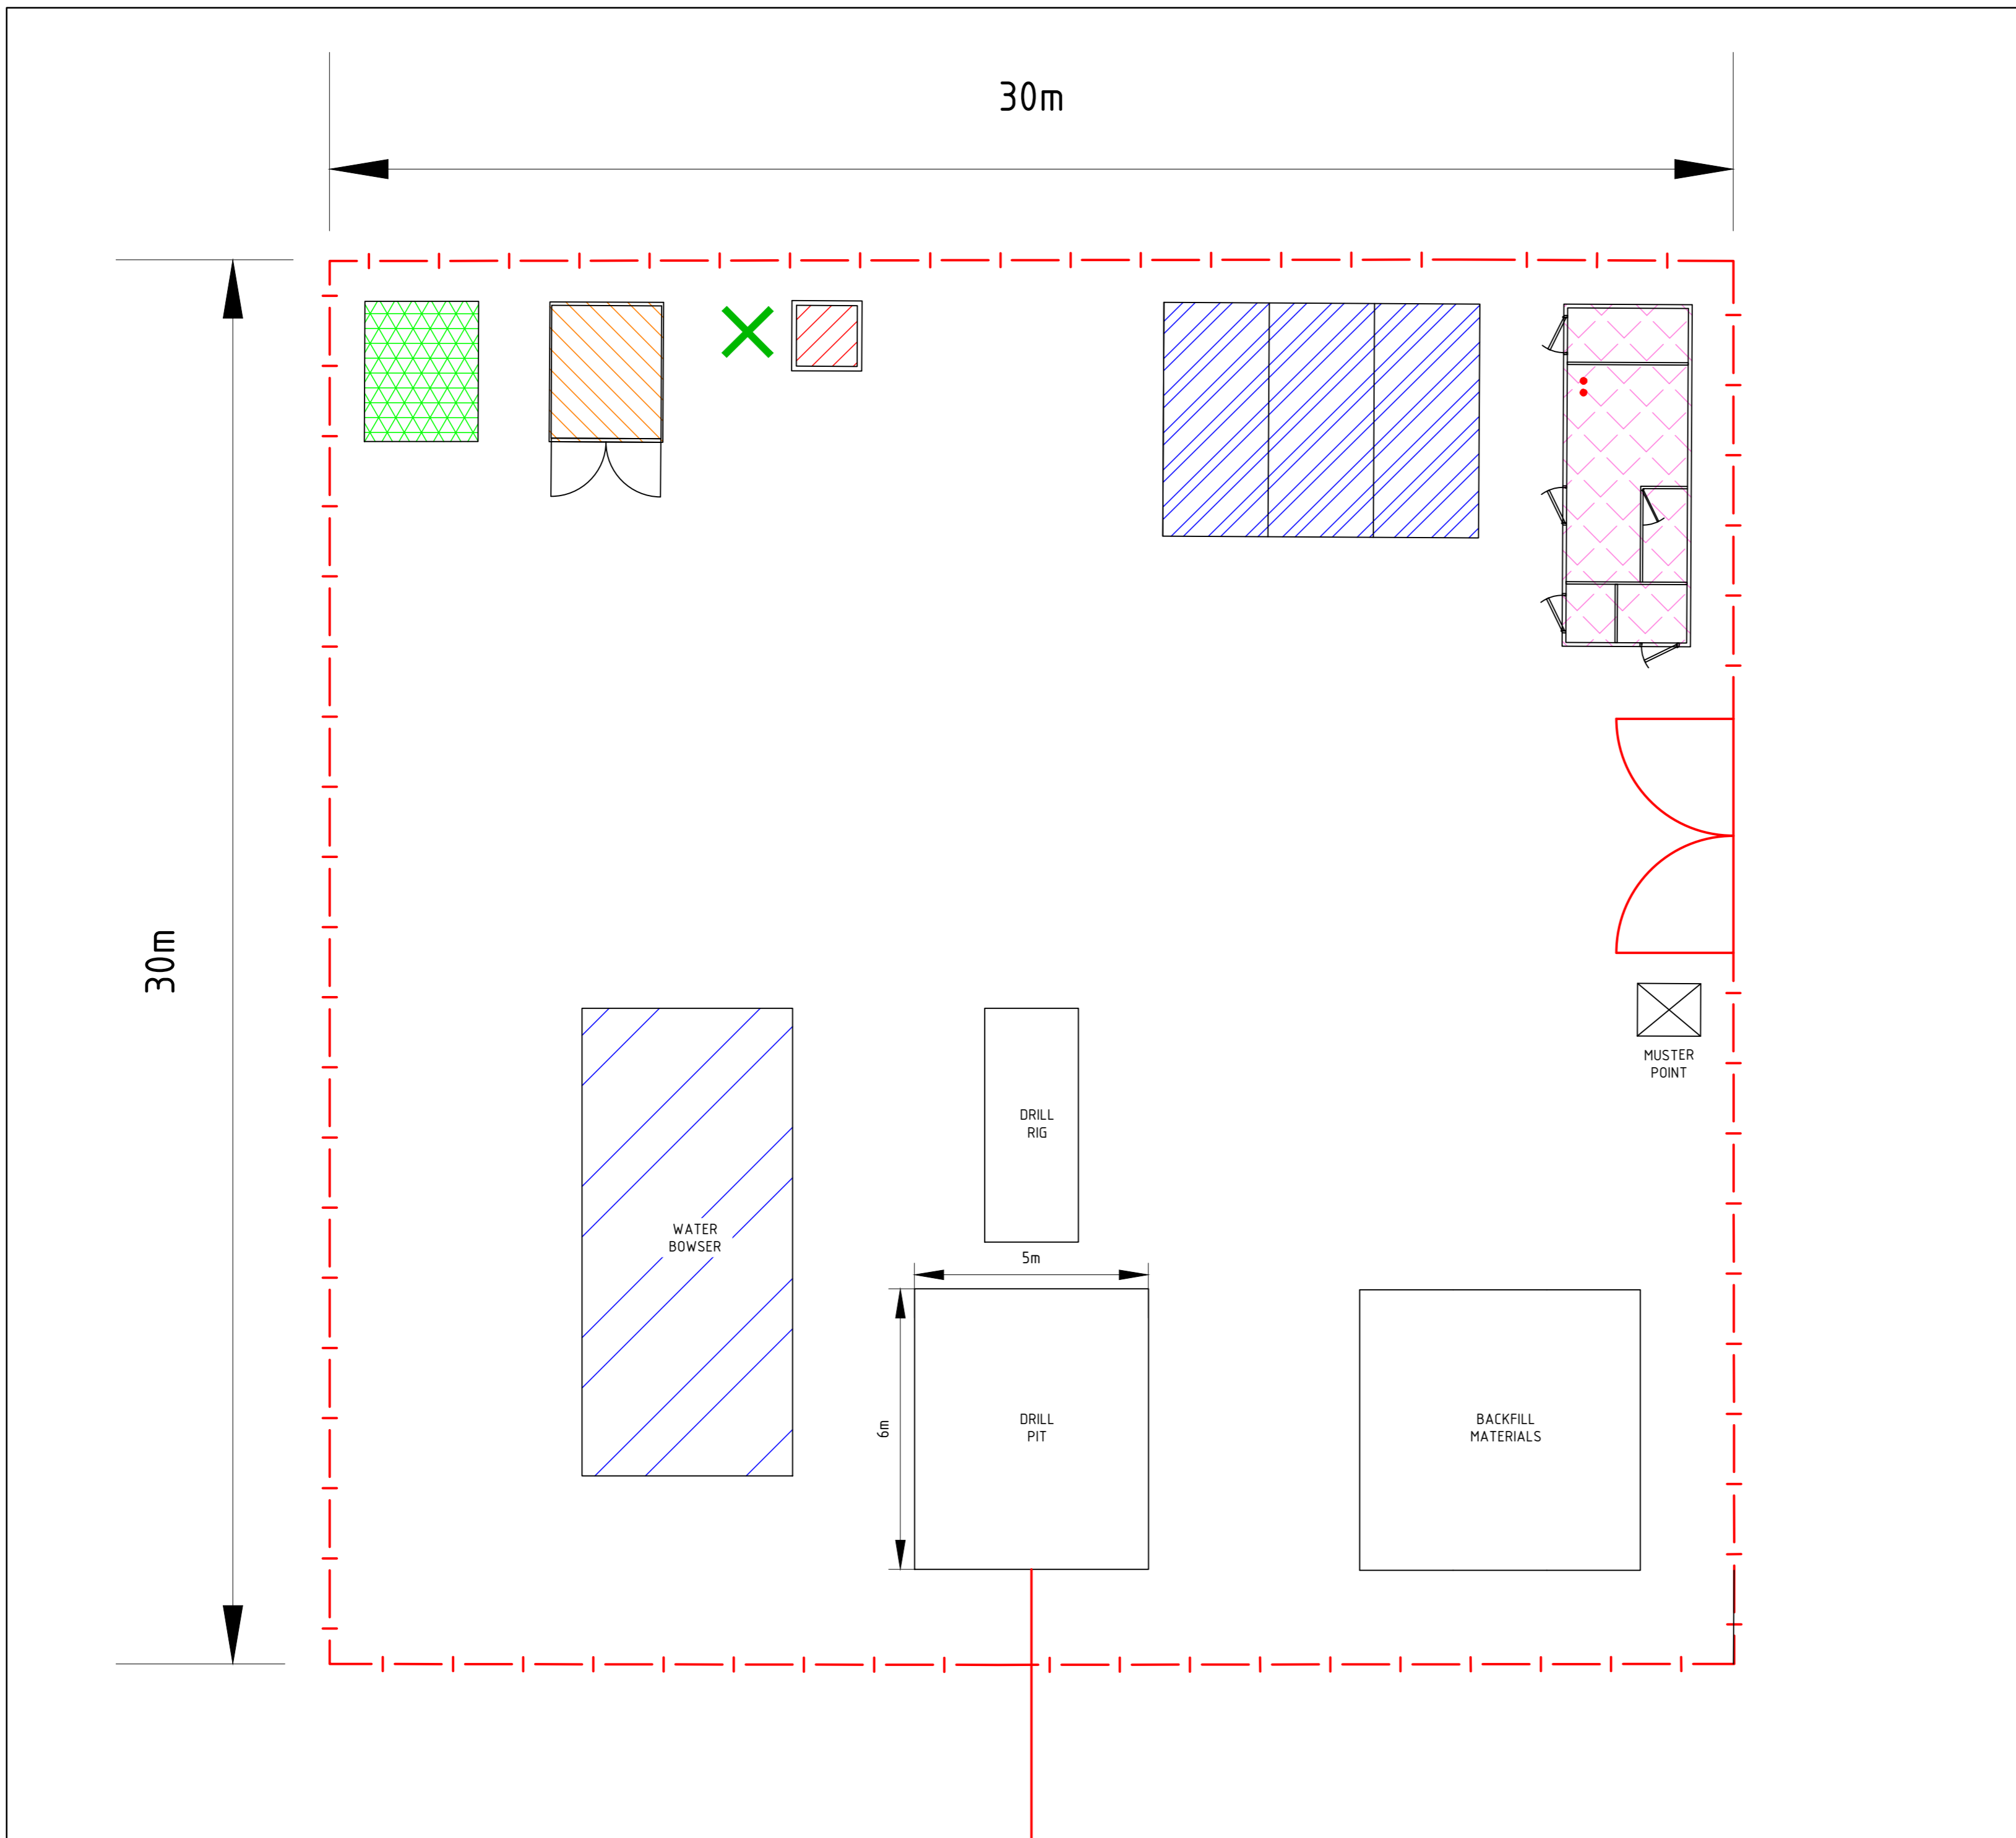 30m
30m
MUSTER
POINT
DRILL
RIG
WATER
BOWSER
5m
6m
DRILL
PIT
BACKFILL
MATERIALS